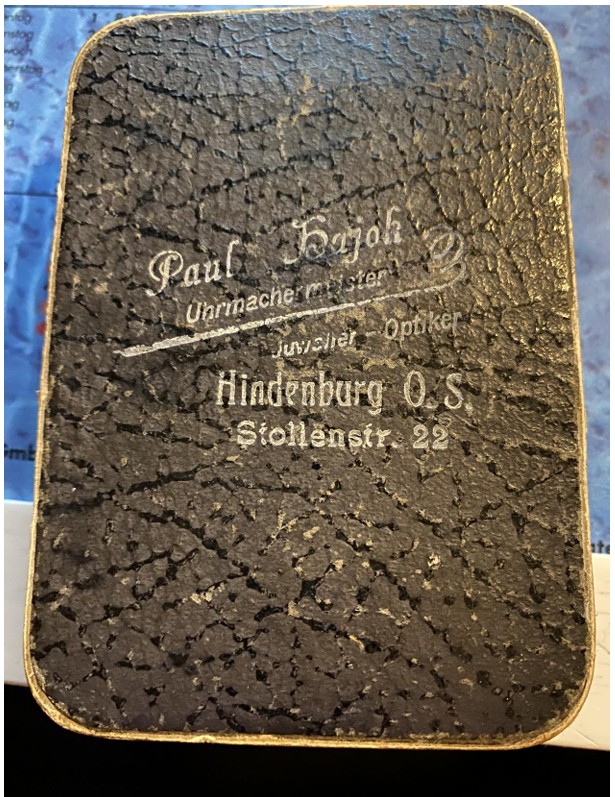 Paul Hajok
Uhrmachermeister
Juwelier - Optiker
Hindenburg O. S.
Stollenstr. 22